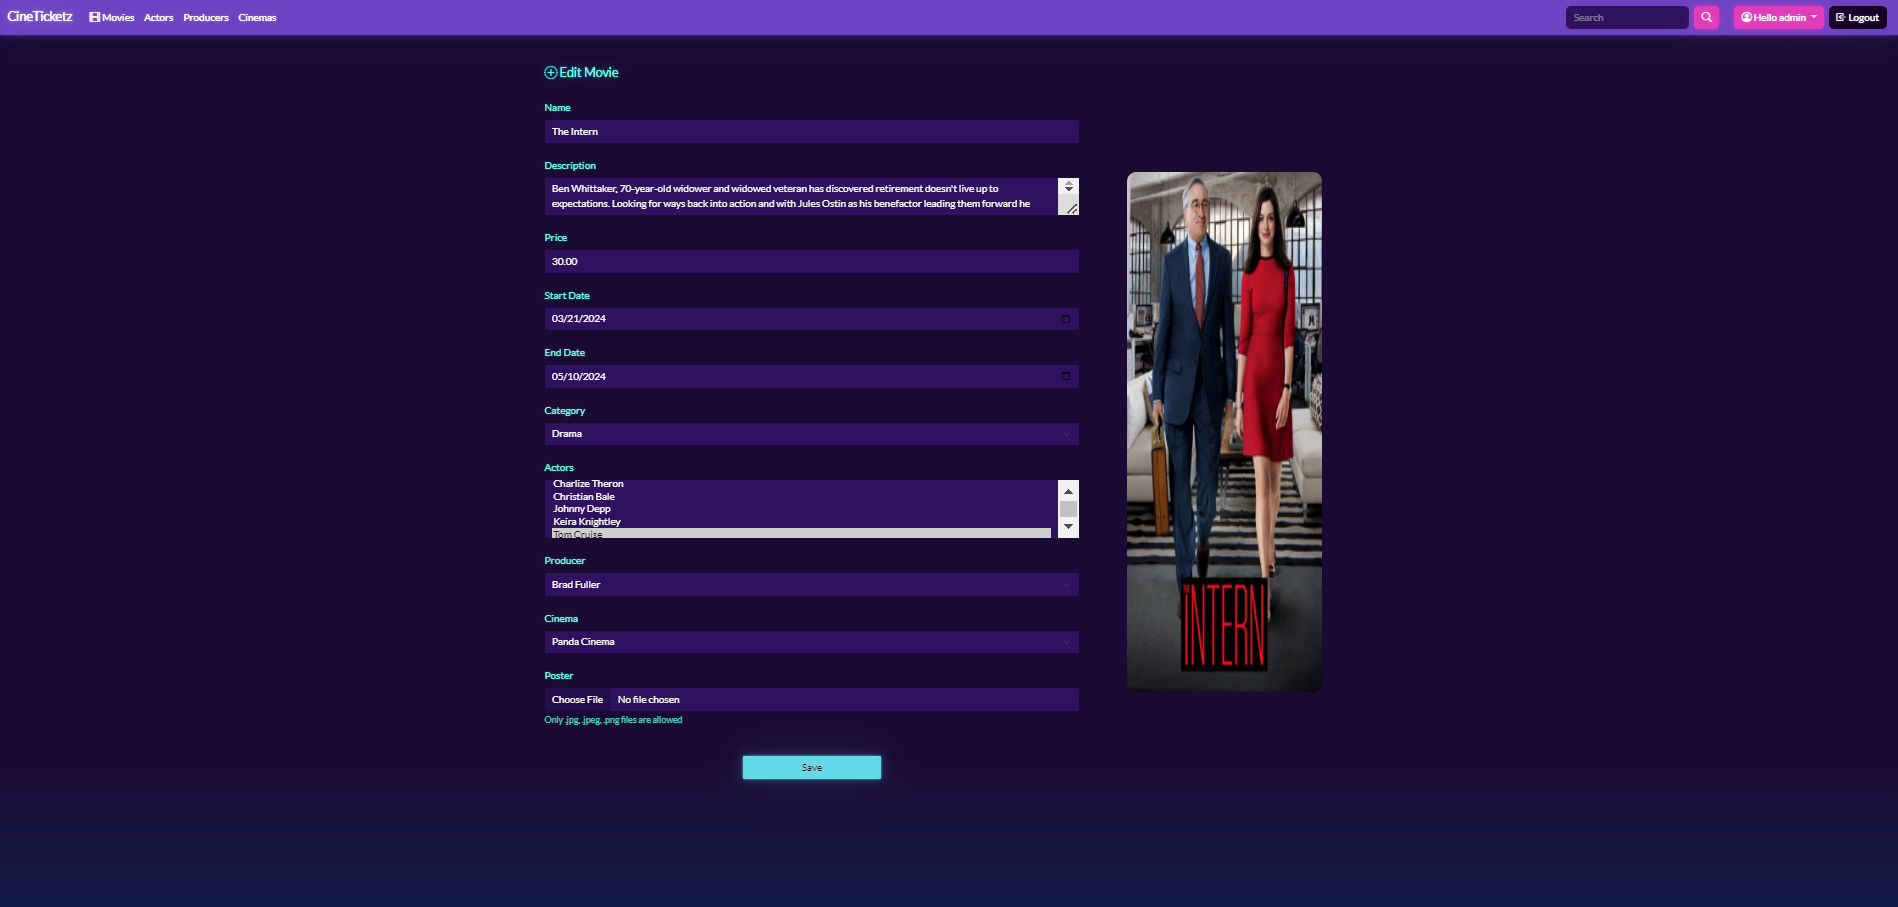 CineTicketz
Movies
Actors
Producers
Cinemas
Search
Hello admin
Logout
Edit Movie
Name
The Intern
Description
Ben Whittaker, 70-year-old widower and widowed veteran has discovered retirement doesn't live up to
expectations. Looking for ways back into action and with Jules Ostin as his benefactor leading them forward he
Price
30.00
Start Date
03/21/2024
End Date
05/10/2024
Category
Drama
Actors
Charlize Theron
Christian Bale
Johnny Depp
Keira Knightley
Tom Cruise
Producer
Brad Fuller
Cinema
Panda Cinema
Poster
Choose File No file chosen
Only .jpg, .jpeg, .png files are allowed
Save
THE
INTERN